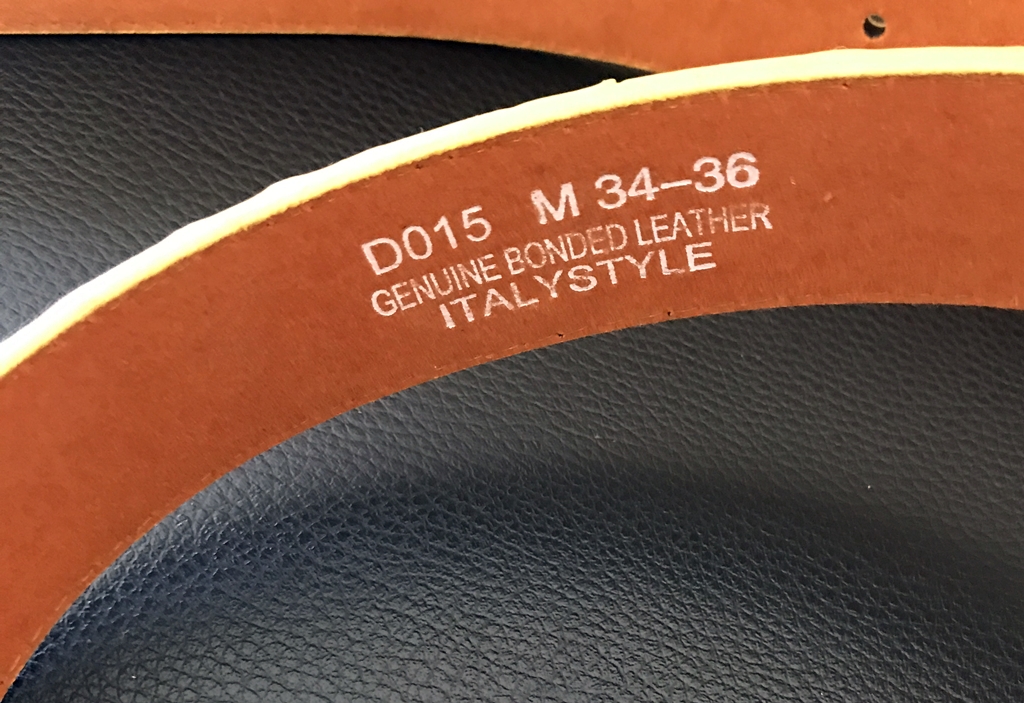 D015 M 34-36
GENUINE BONDED LEATHER
ITALYSTYLE